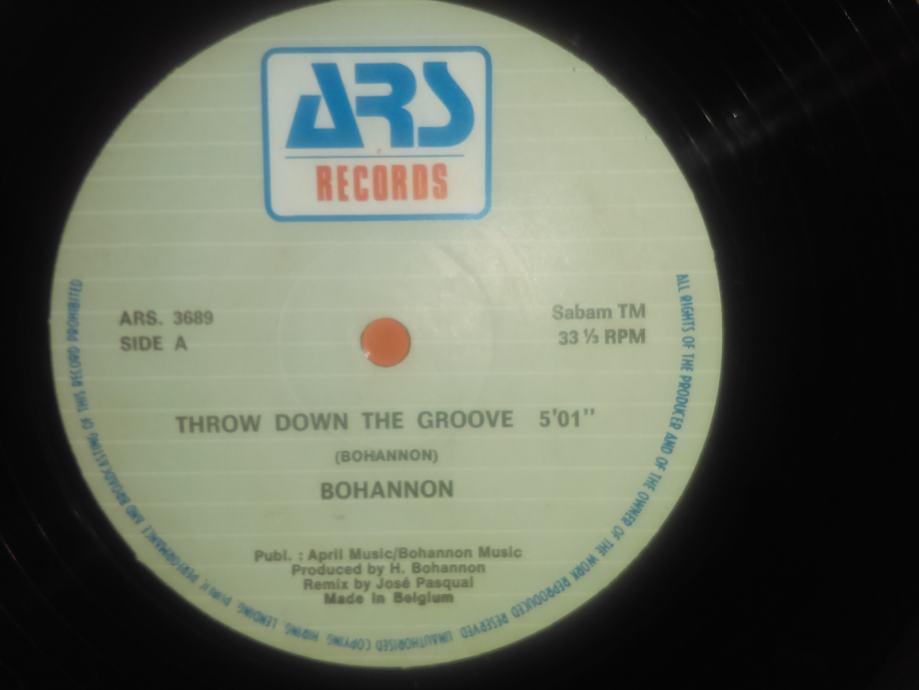 ARS
RECORDS
ARS. 3689
SIDE A
Sabam TM
33 ⅓ RPM
THROW DOWN THE GROOVE 5'01"
(BOHANNON)
BOHANNON
Publ. : April Music/Bohannon Music
Produced by H. Bohannon
Remix by José Pasqual
Made In Belgium
ALL RIGHTS OF THE PRODUCER AND OF THE OWNER OF THE WORK REPRODUCED RESERVED. UNAUTHORISED COPYING, HIRING, LENDING, PUBLIC PERFORMANCE AND BROADCASTING OF THIS RECORD PROHIBITED